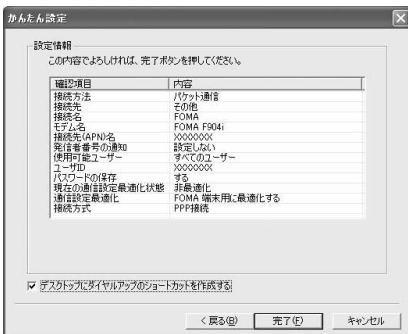 かんたん設定
設定情報
この内容でよろしければ、完了ボタンを押してください。
確認項目 内容
接続方法 パケット通信
接続先 その他
接続名 FOMA
モデム名 FOMA F904i
接続先(APN)名 XXXXXXX
発信者番号の通知 設定しない
使用可能ユーザー すべてのユーザー
ユーザID XXXXXXX
パスワードの保存 する
現在の通信設定最適化状態 非最適化
通信設定最適化 FOMA 端末用に最適化する
接続方式 PPP接続
デスクトップにダイヤルアップのショートカットを作成する
< 戻る(B) 完了(F) キャンセル